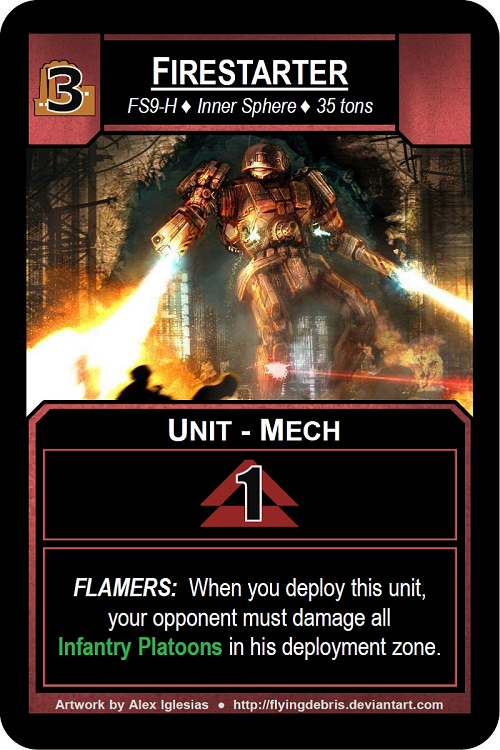 3
FIRESTARTER
FS9-H ♦ Inner Sphere ♦ 35 tons
UNIT - MECH
1
FLAMERS: When you deploy this unit,
your opponent must damage all
Infantry Platoons in his deployment zone.
Artwork by Alex Iglesias ● http://flyingdebris.deviantart.com